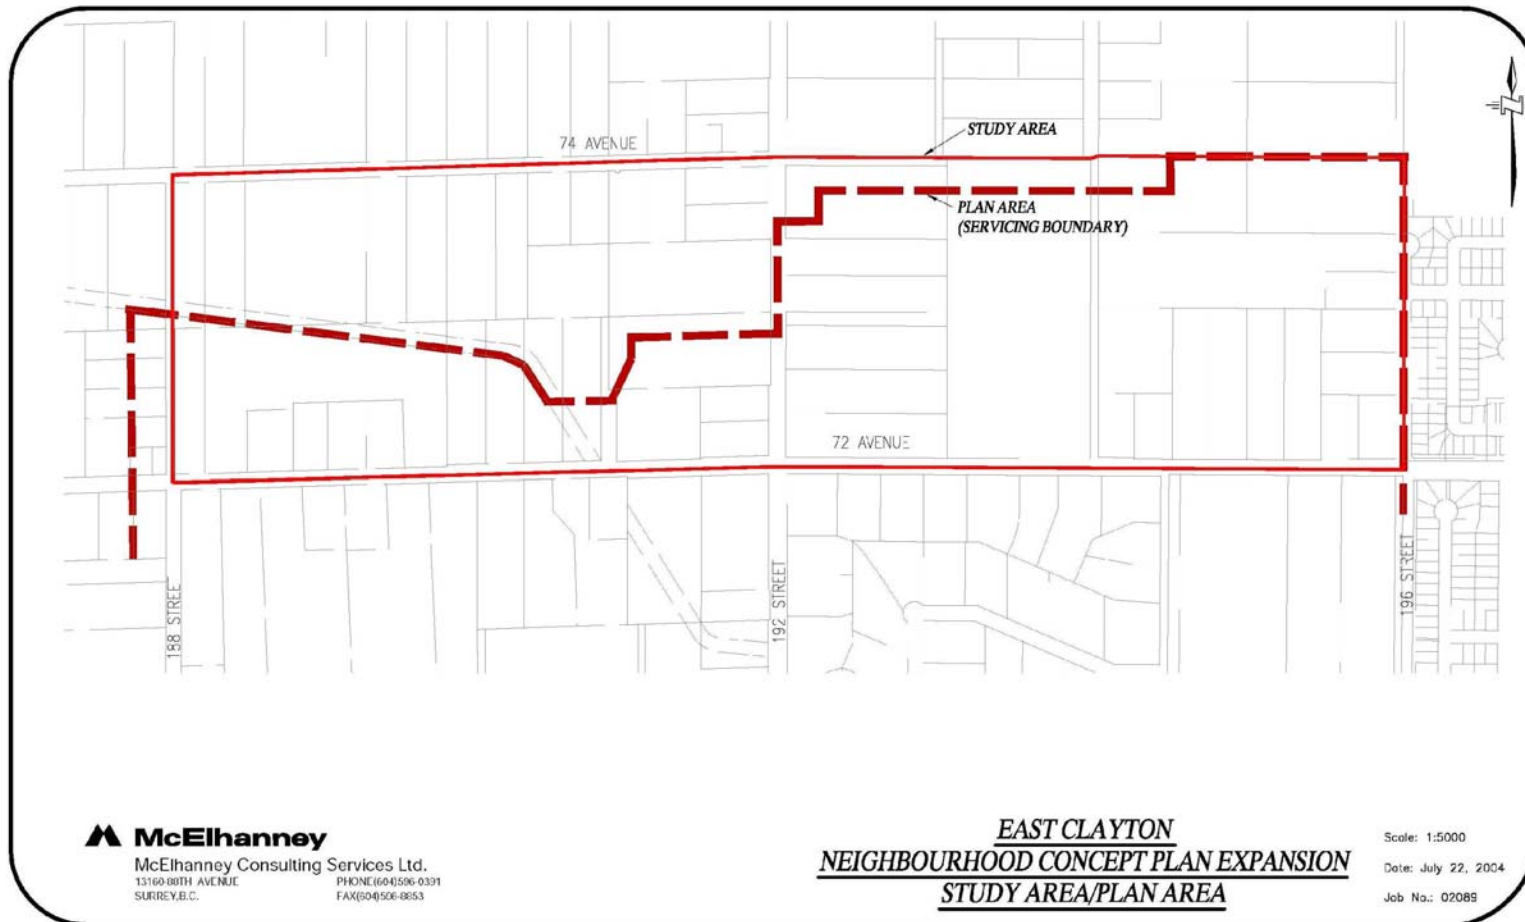 74 AVENUE
STUDY AREA
PLAN AREA
(SERVICING BOUNDARY)
72 AVENUE
188 STREE
192 STREET
196 STREET
McElhanney
McElhanney Consulting Services Ltd.
13160-88TH AVENUE PHONE(604)596-0391
SURREY,B.C. FAX(604)506-8853
EAST CLAYTON
NEIGHBOURHOOD CONCEPT PLAN EXPANSION
STUDY AREA/PLAN AREA
Scale: 1:5000
Date: July 22, 2004
Job No.: 02089